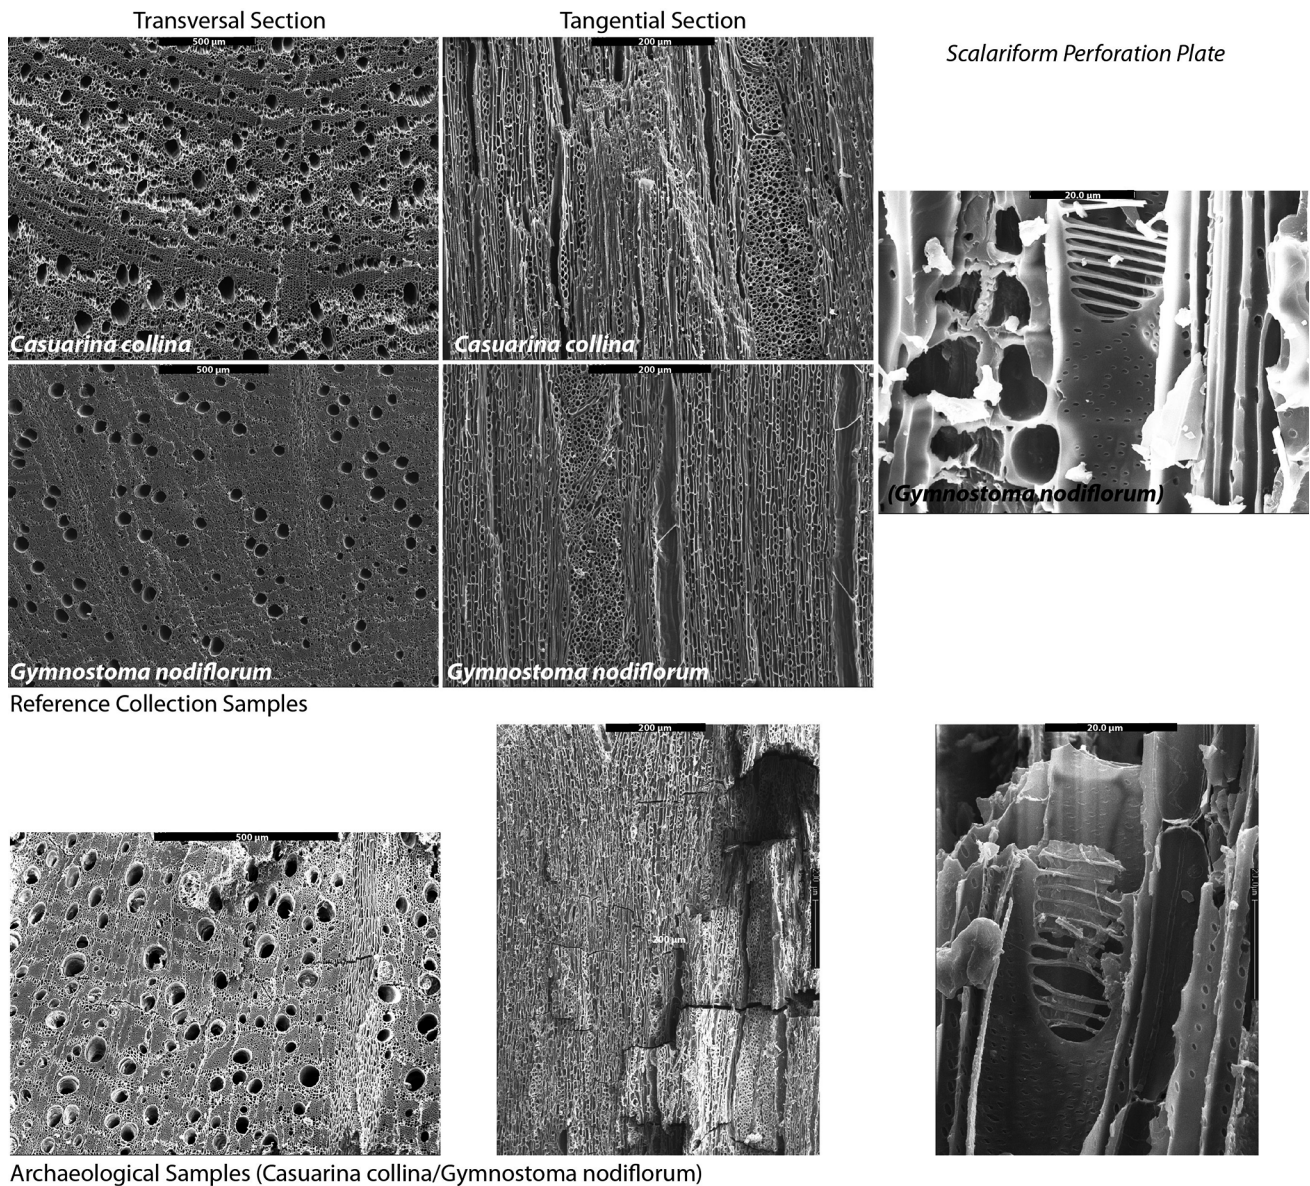 Transversal Section
Tangential Section
Scalariform Perforation Plate
500 µm
200 µm
Casuarina collina
Casuarina collina
20.0 µm
(Gymnostoma nodiflorum)
500 µm
200 µm
Gymnostoma nodiflorum
Gymnostoma nodiflorum
Reference Collection Samples
500 µm
200 µm
200 µm
20.0 µm
Archaeological Samples (Casuarina collina/Gymnostoma nodiflorum)